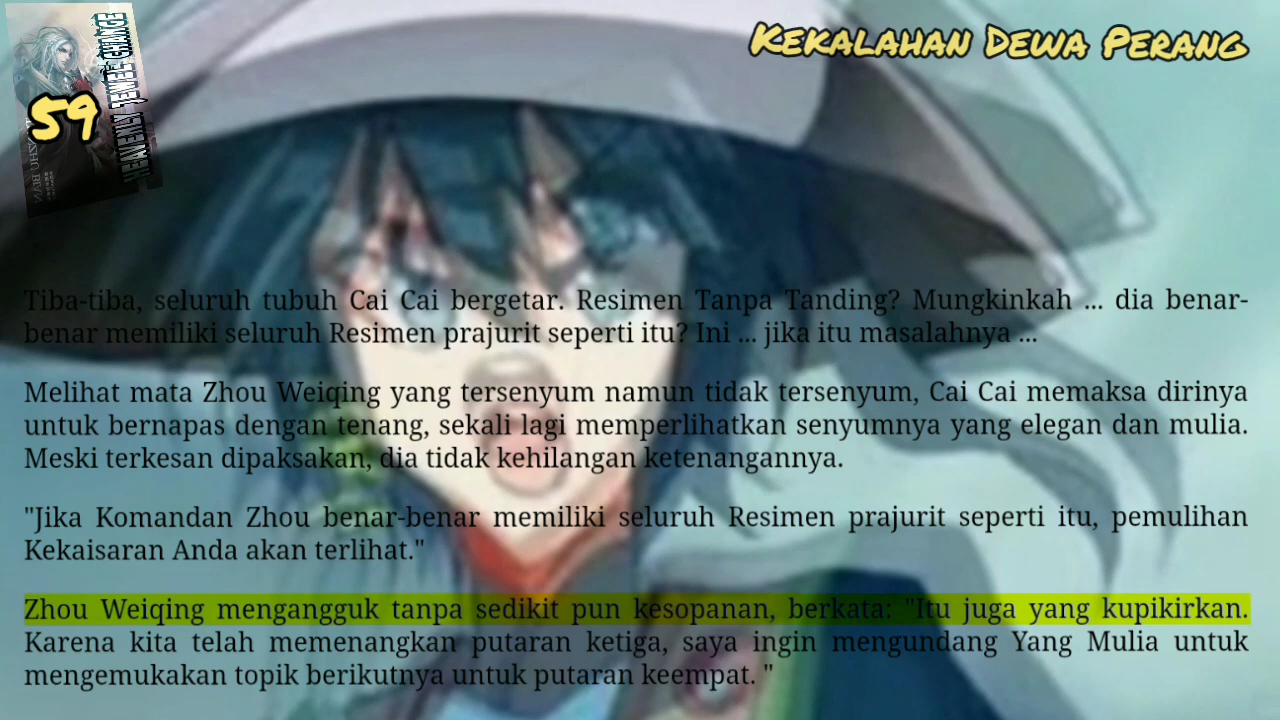 Kekalahan Dewa Perang
59
HEAVENLY JEWEL CHANGE
Tiba-tiba, seluruh tubuh Cai Cai bergetar. Resimen Tanpa Tanding? Mungkinkah ... dia benar-
benar memiliki seluruh Resimen prajurit seperti itu? Ini ... jika itu masalahnya ...
Melihat mata Zhou Weiqing yang tersenyum namun tidak tersenyum, Cai Cai memaksa dirinya
untuk bernapas dengan tenang, sekali lagi memperlihatkan senyumnya yang elegan dan mulia.
Meski terkesan dipaksakan, dia tidak kehilangan ketenangannya.
"Jika Komandan Zhou benar-benar memiliki seluruh Resimen prajurit seperti itu, pemulihan
Kekaisaran Anda akan terlihat."
Zhou Weiqing mengangguk tanpa sedikit pun kesopanan, berkata: "Itu juga yang kupikirkan.
Karena kita telah memenangkan putaran ketiga, saya ingin mengundang Yang Mulia untuk
mengemukakan topik berikutnya untuk putaran keempat. "